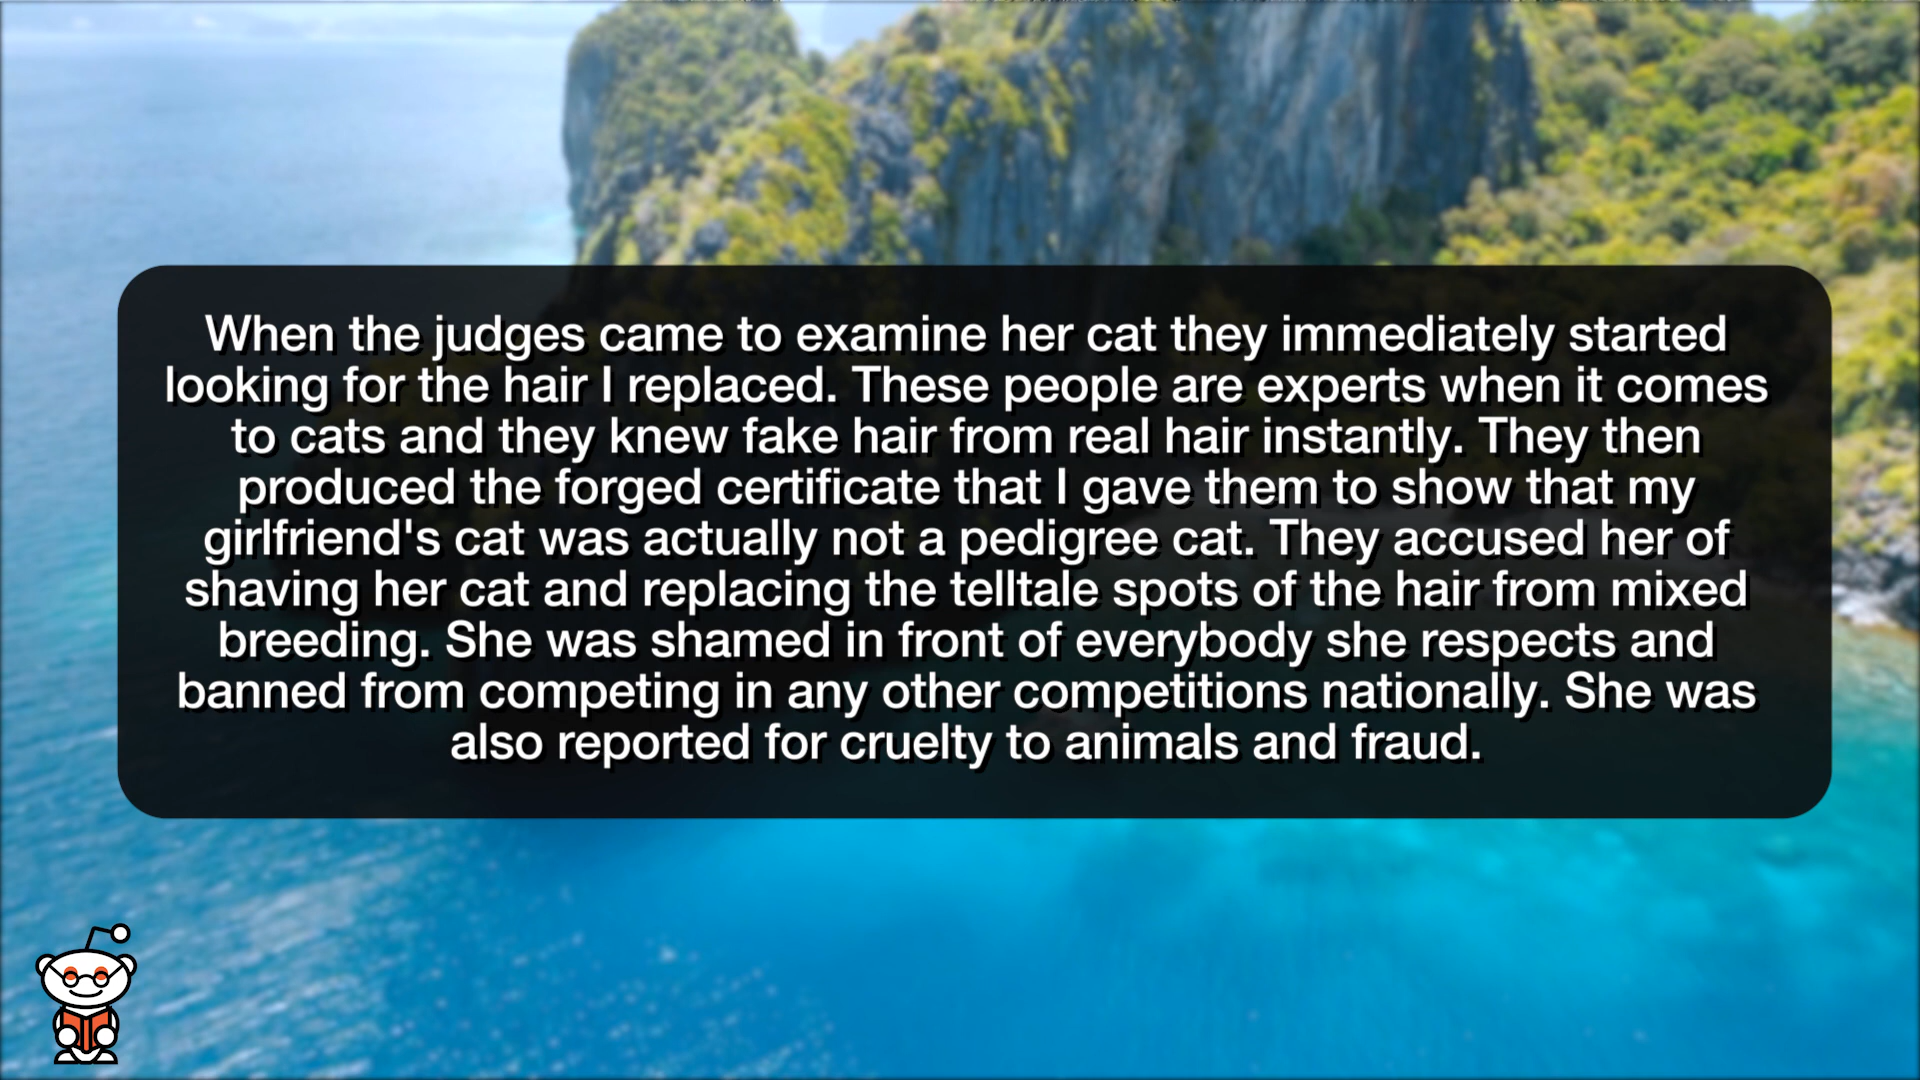 When the judges came to examine her cat they immediately started
looking for the hair I replaced. These people are experts when it comes
to cats and they knew fake hair from real hair instantly. They then
produced the forged certificate that I gave them to show that my
girlfriend's cat was actually not a pedigree cat. They accused her of
shaving her cat and replacing the telltale spots of the hair from mixed
breeding. She was shamed in front of everybody she respects and
banned from competing in any other competitions nationally. She was
also reported for cruelty to animals and fraud.